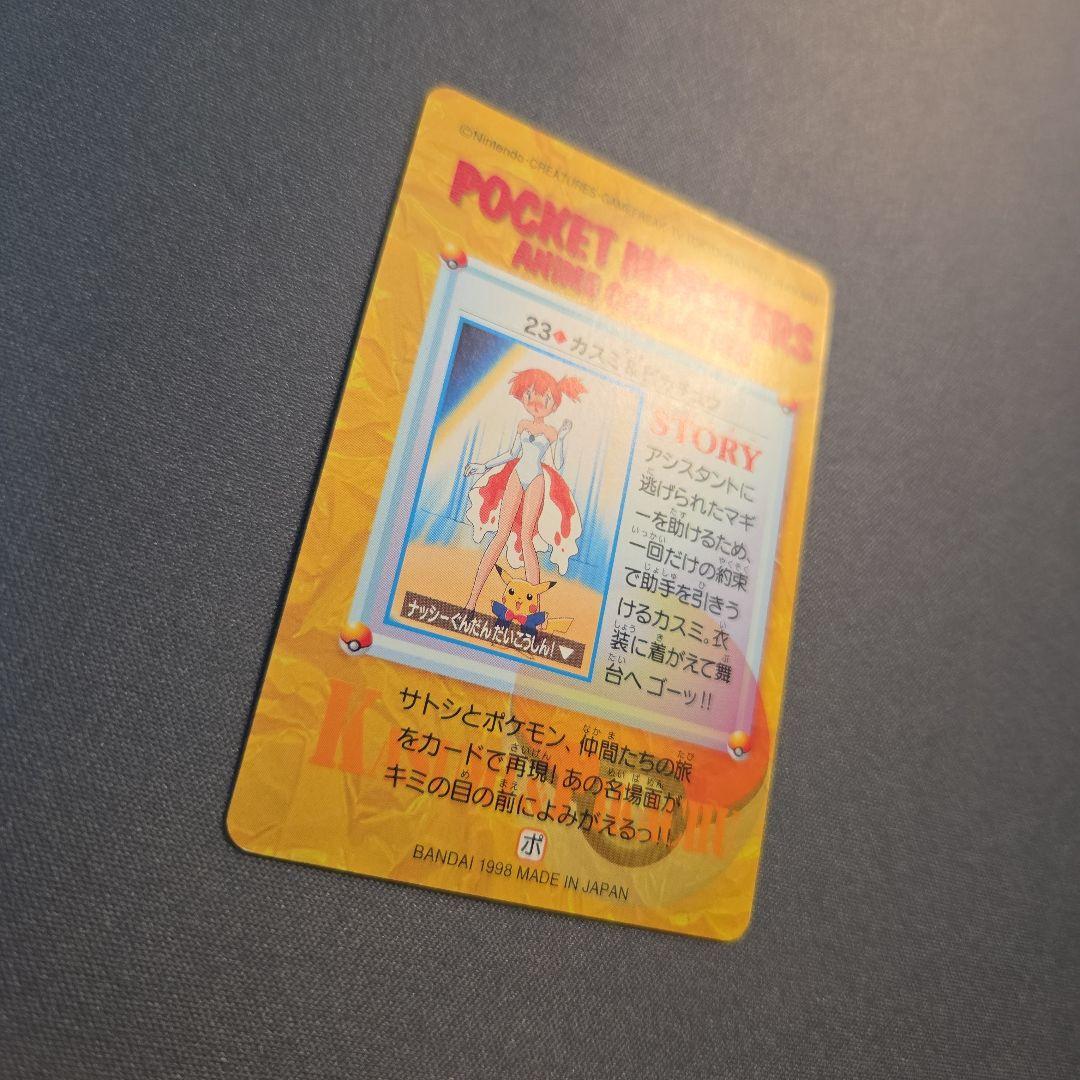 ©Nintendo·CREATURES·GAMEFREAK
POCKET MONSTERS
ANIME
23♦カスミ&ピカチュウ
STORY
アシスタントに
逃げられたマギ
ーを助けるため、
一回だけの約束
で助手を引きう
けるカスミ。衣
装に着がえて舞
台へ ゴーッ!!
ナッシーぐんだん だいこうしん!▼
サトシとポケモン、仲間たちの旅
をカードで再現! あの名場面が
キミの目の前によみがえるっ!!
ポ
BANDAI 1998 MADE IN JAPAN